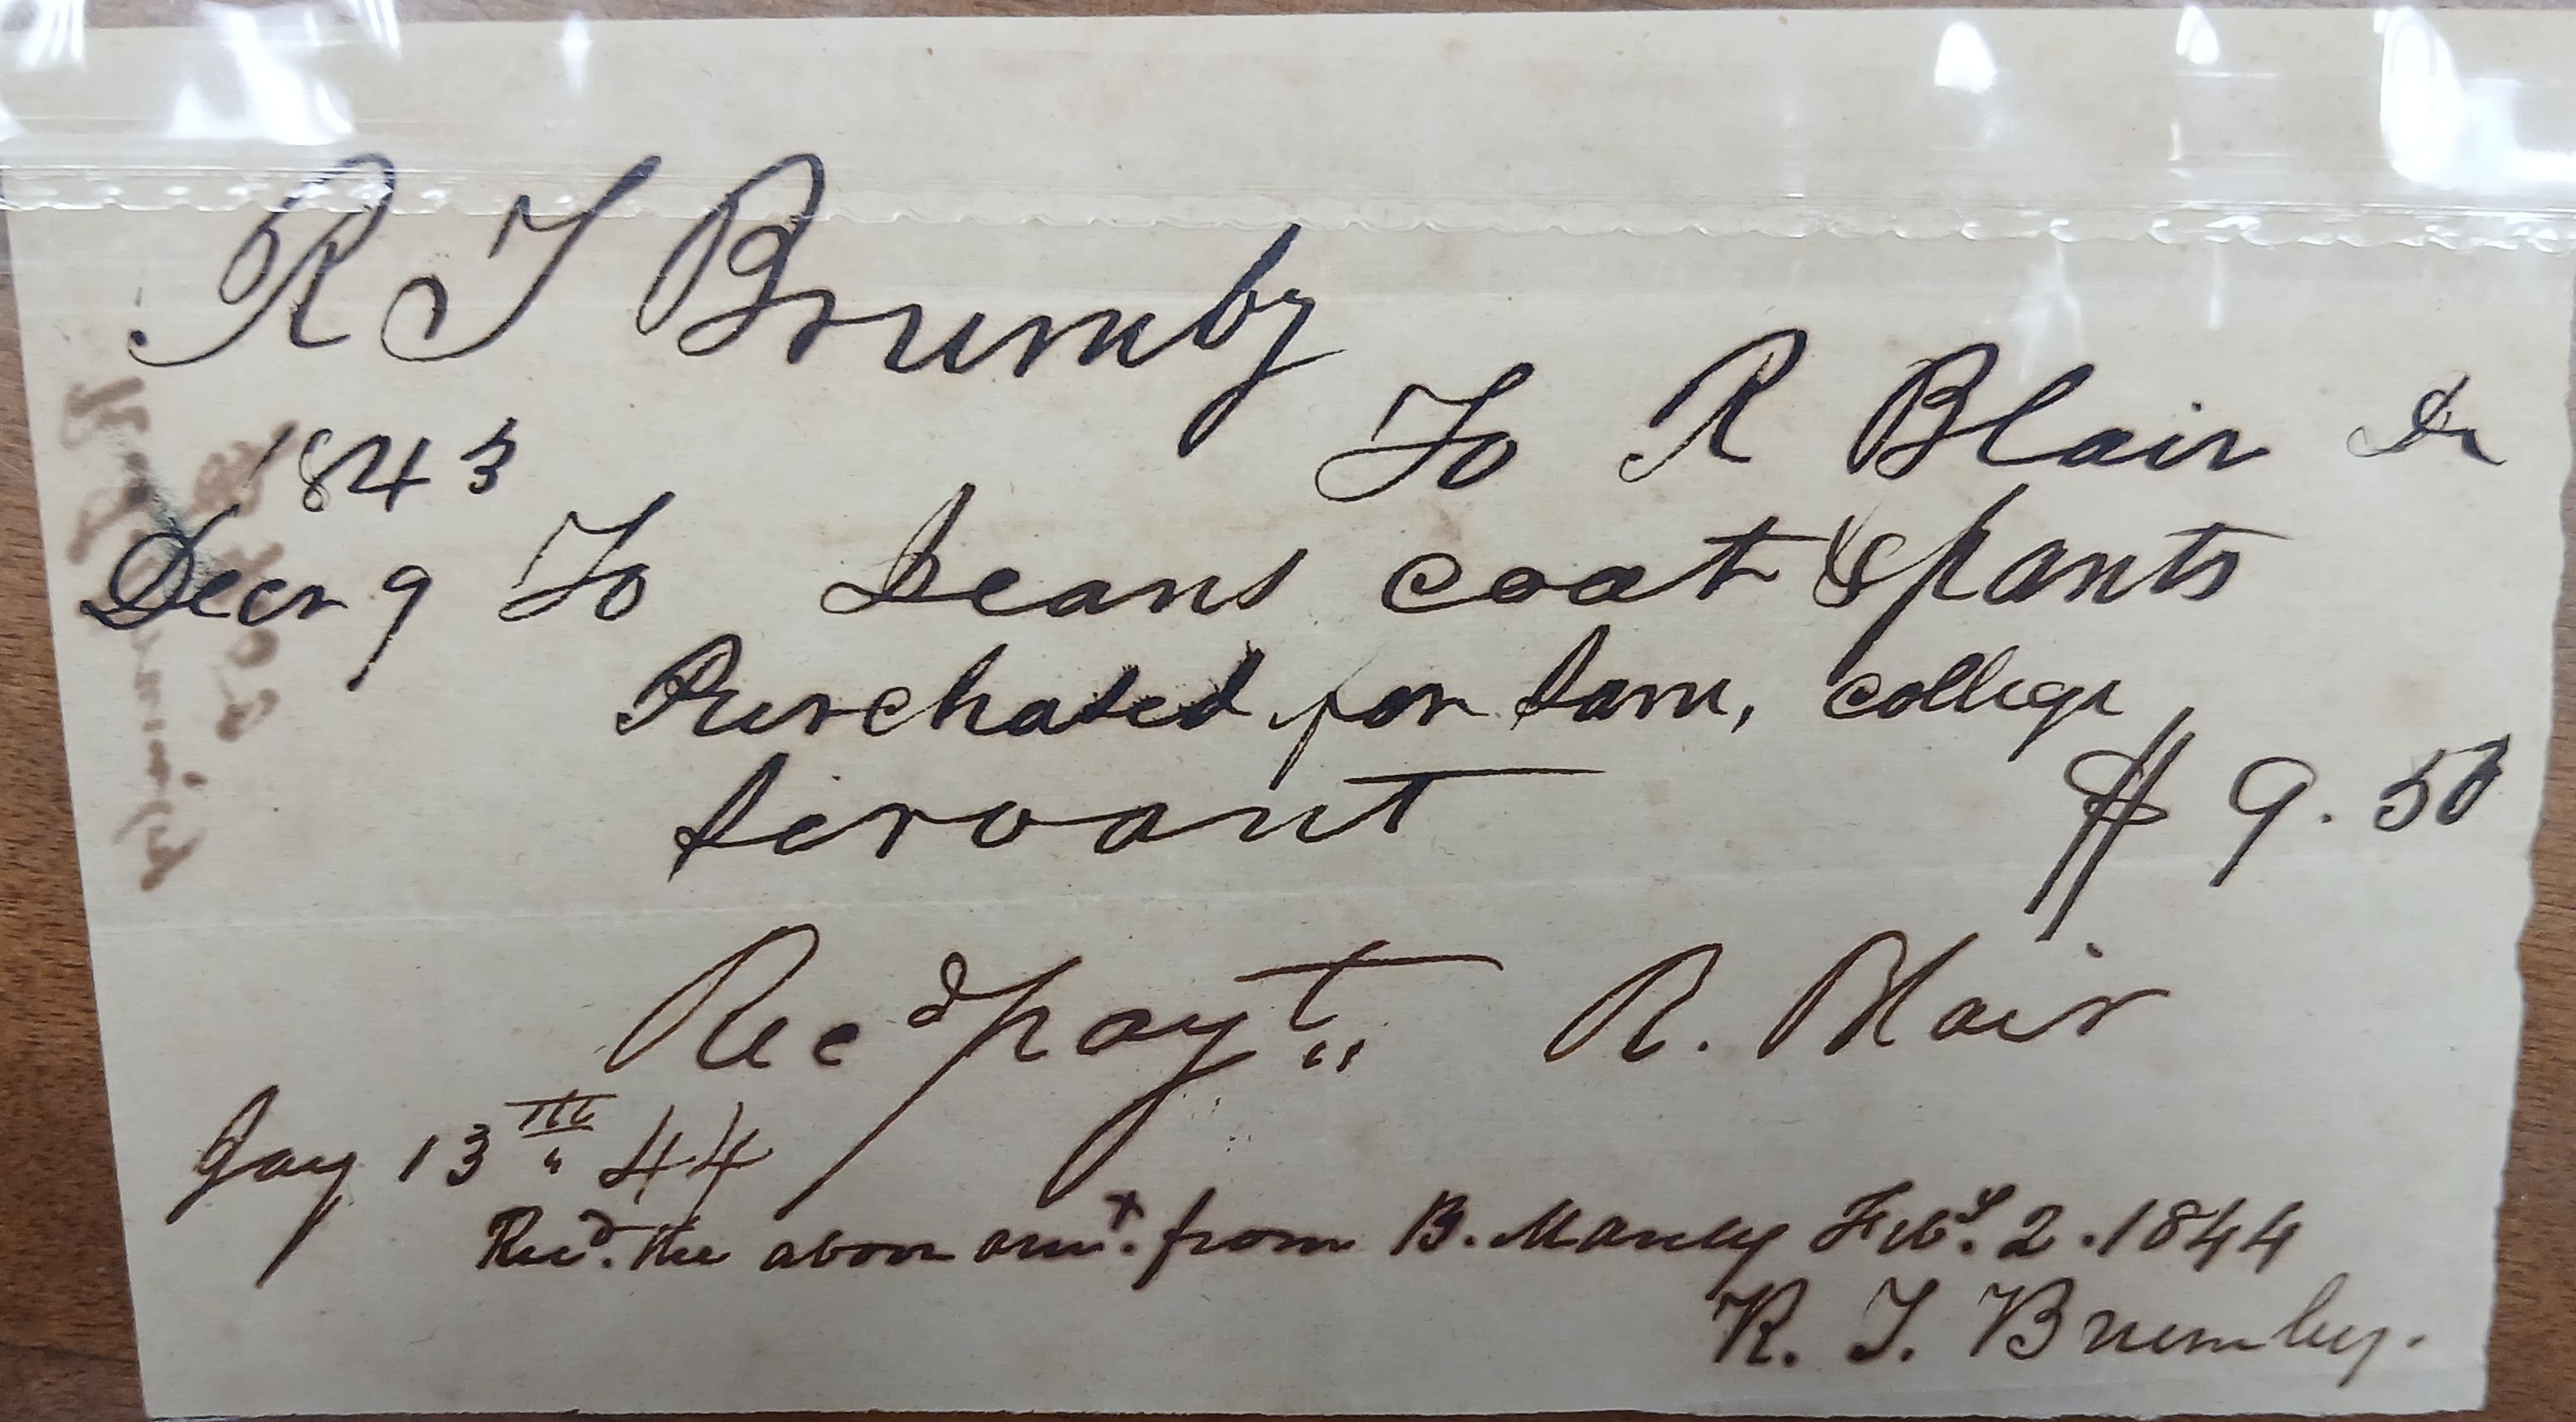 R T Brumby
To R Blair Dr
1843
Decr 9 To Jeans coat & pants
Purchased for Sam, college
Servant $ 9.50
Recd payt R. Blair
Jay 13th 44
Recd. the above amt. from B. Manly Feby. 2. 1844
R. T. Brumby.